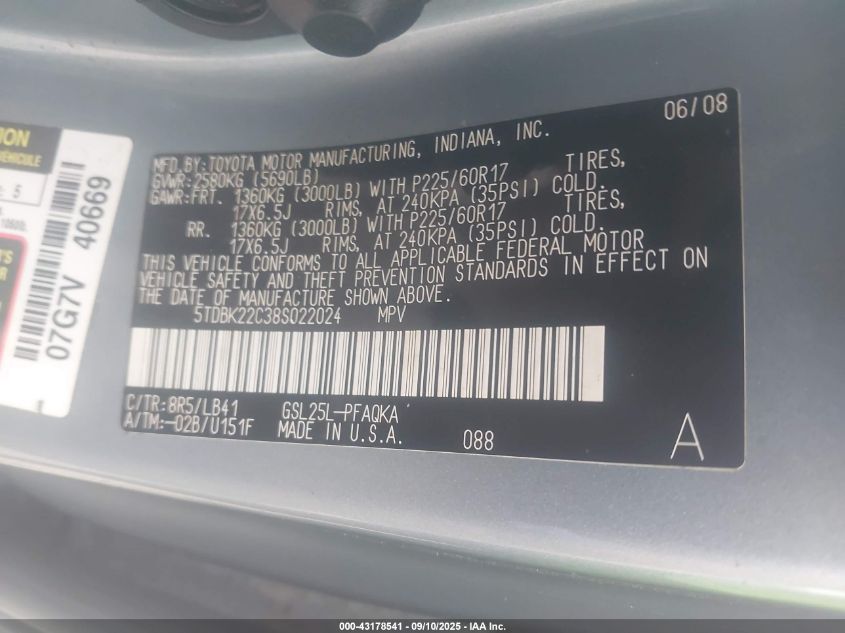 06/08
MFD.BY:TOYOTA MOTOR MANUFACTURING, INDIANA, INC.
GVWR:2580KG (5690LB)
GAWR:FRT. 1360KG (3000LB) WITH P225/60R17 TIRES,
17X6.5J RIMS, AT 240KPA (35PSI) COLD.
RR. 1360KG (3000LB) WITH P225/60R17 TIRES,
17X6.5J RIMS, AT 240KPA (35PSI) COLD.
THIS VEHICLE CONFORMS TO ALL APPLICABLE FEDERAL MOTOR
VEHICLE SAFETY AND THEFT PREVENTION STANDARDS IN EFFECT ON
THE DATE OF MANUFACTURE SHOWN ABOVE.
5TDBK22C38S022024 MPV
C/TR:8R5/LB41 GSL25L-PFAQKA
A/TM:-02B/U151F MADE IN U.S.A. 088 A
VÉHICULE
5
07G7V 40669
000-43178541 - 09/10/2025 - IAA Inc.